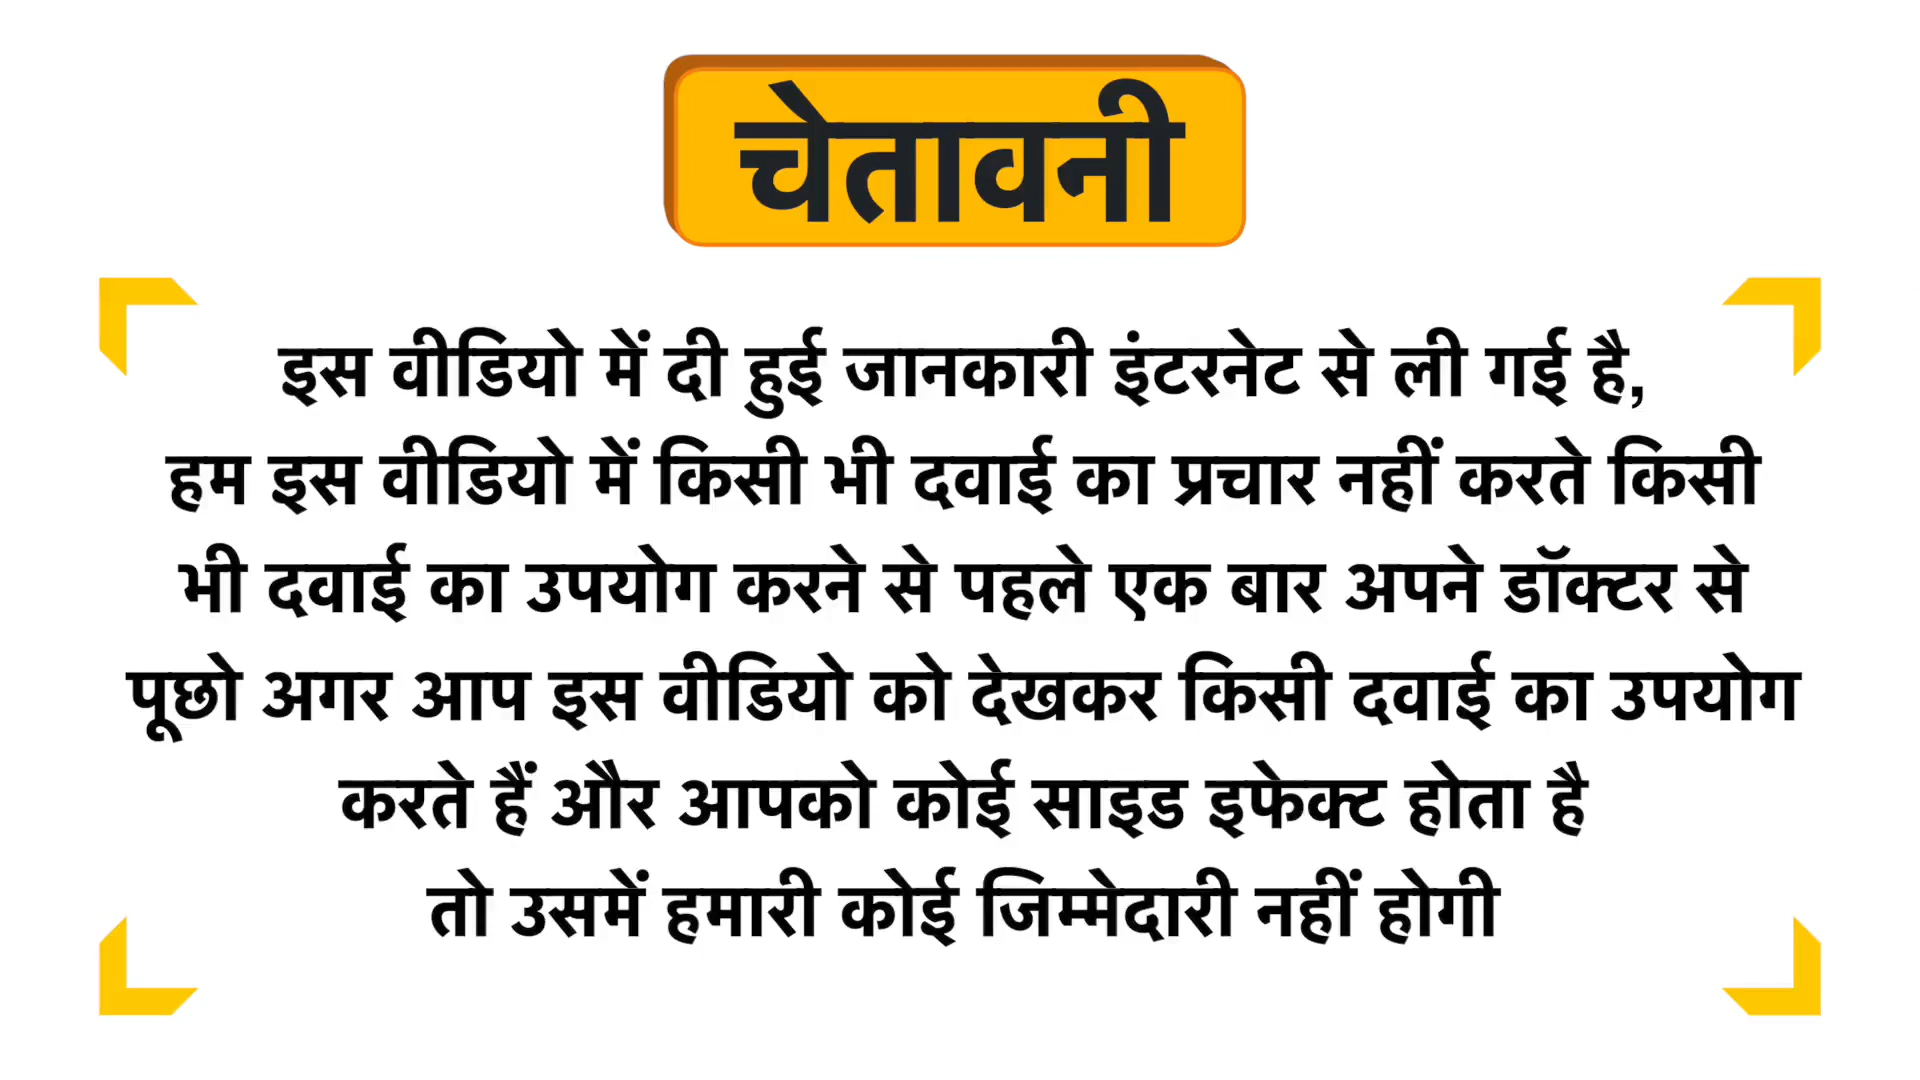 चेतावनी
इस वीडियो में दी हुई जानकारी इंटरनेट से ली गई है,
हम इस वीडियो में किसी भी दवाई का प्रचार नहीं करते किसी
भी दवाई का उपयोग करने से पहले एक बार अपने डॉक्टर से
पूछो अगर आप इस वीडियो को देखकर किसी दवाई का उपयोग
करते हैं और आपको कोई साइड इफेक्ट होता है
तो उसमें हमारी कोई जिम्मेदारी नहीं होगी